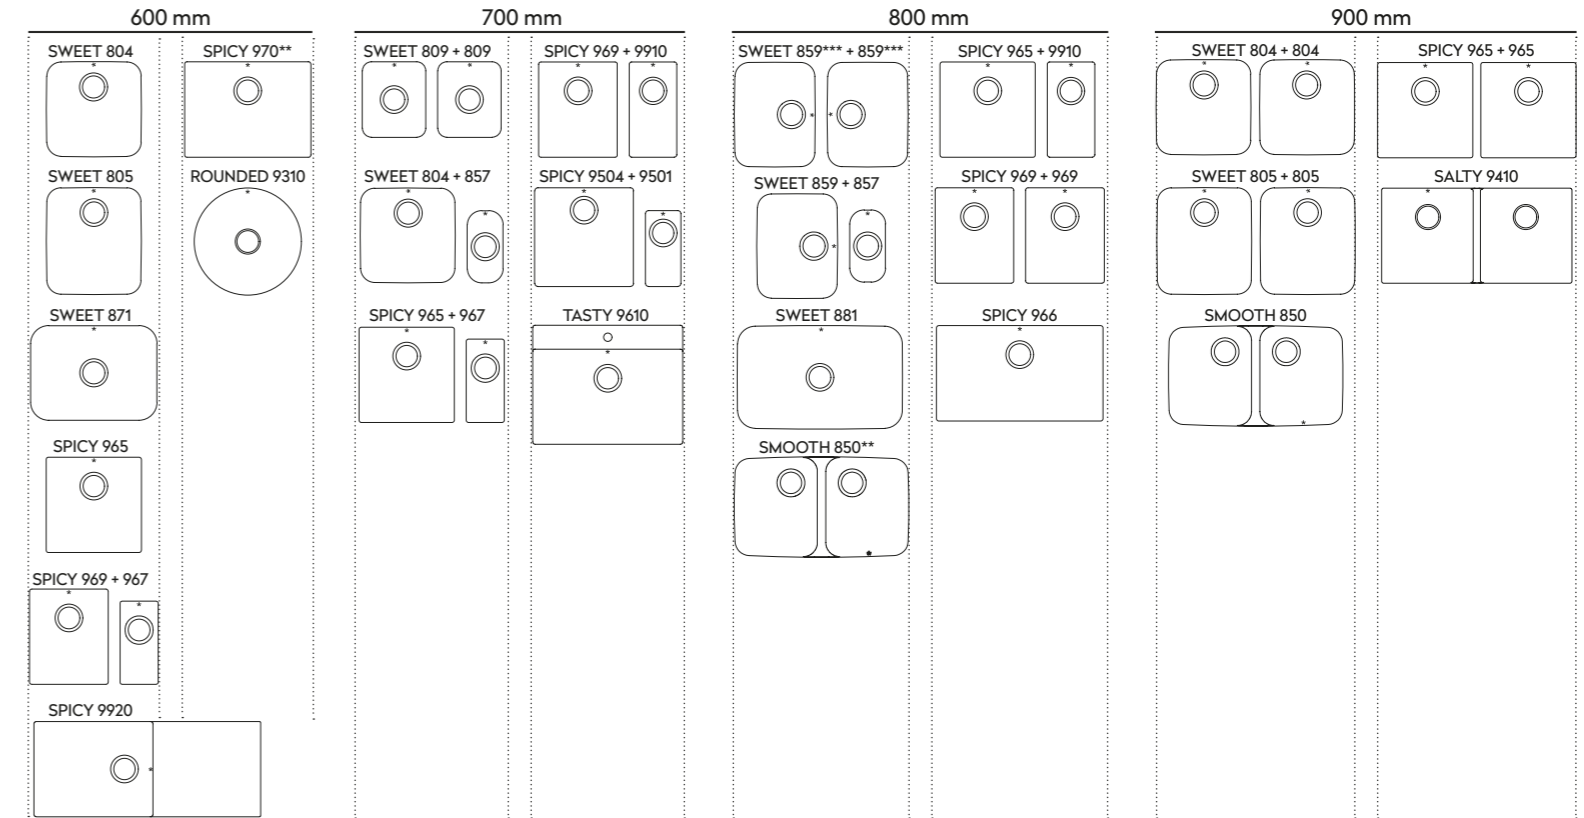 600 mm
SWEET 804
SPICY 970**
SWEET 805
ROUNDED 9310
SWEET 871
SPICY 965
SPICY 969 + 967
SPICY 9920
700 mm
SWEET 809 + 809
SPICY 969 + 9910
SWEET 804 + 857
SPICY 9504 + 9501
SPICY 965 + 967
TASTY 9610
800 mm
SWEET 859*** + 859***
SPICY 965 + 9910
SWEET 859 + 857
SPICY 969 + 969
SWEET 881
SPICY 966
SMOOTH 850**
900 mm
SWEET 804 + 804
SPICY 965 + 965
SWEET 805 + 805
SALTY 9410
SMOOTH 850